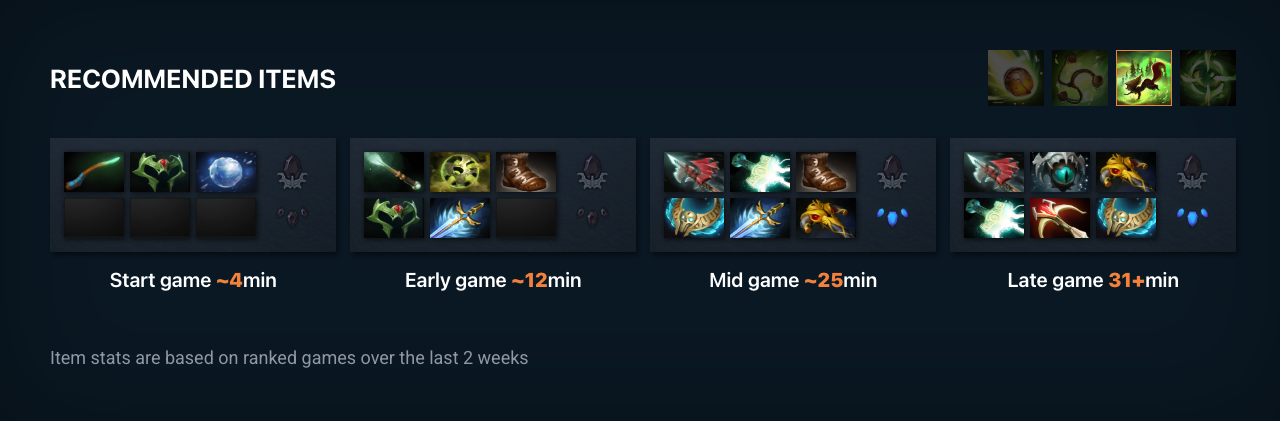 RECOMMENDED ITEMS
Start game ~4min
Early game ~12min
Mid game ~25min
Late game 31+min
Item stats are based on ranked games over the last 2 weeks